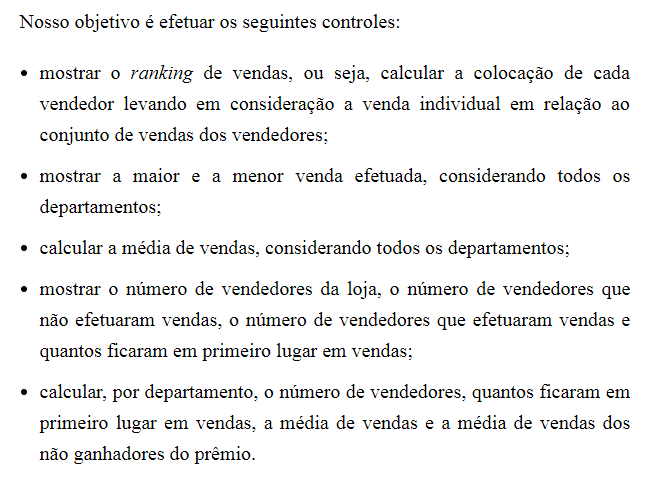 Nosso objetivo é efetuar os seguintes controles:
• mostrar o ranking de vendas, ou seja, calcular a colocação de cada
vendedor levando em consideração a venda individual em relação ao
conjunto de vendas dos vendedores;
• mostrar a maior e a menor venda efetuada, considerando todos os
departamentos;
• calcular a média de vendas, considerando todos os departamentos;
• mostrar o número de vendedores da loja, o número de vendedores que
não efetuaram vendas, o número de vendedores que efetuaram vendas e
quantos ficaram em primeiro lugar em vendas;
• calcular, por departamento, o número de vendedores, quantos ficaram em
primeiro lugar em vendas, a média de vendas e a média de vendas dos
não ganhadores do prêmio.